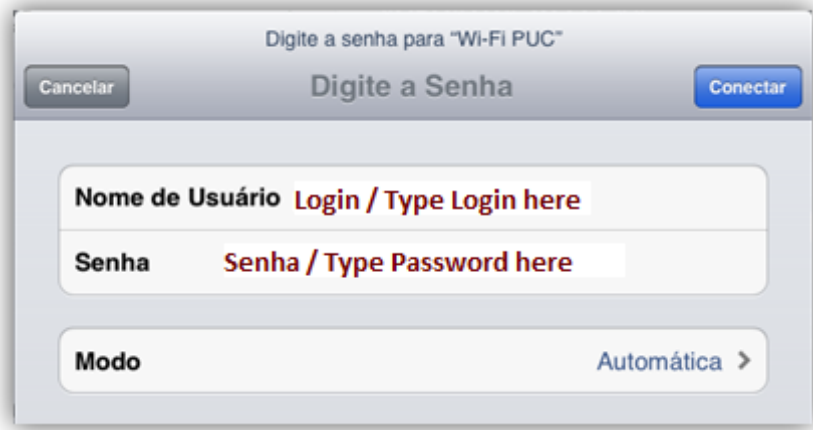 Digite a senha para “Wi-Fi PUC”
Cancelar Digite a Senha Conectar
Nome de Usuário Login / Type Login here
Senha Senha / Type Password here
Modo Automática